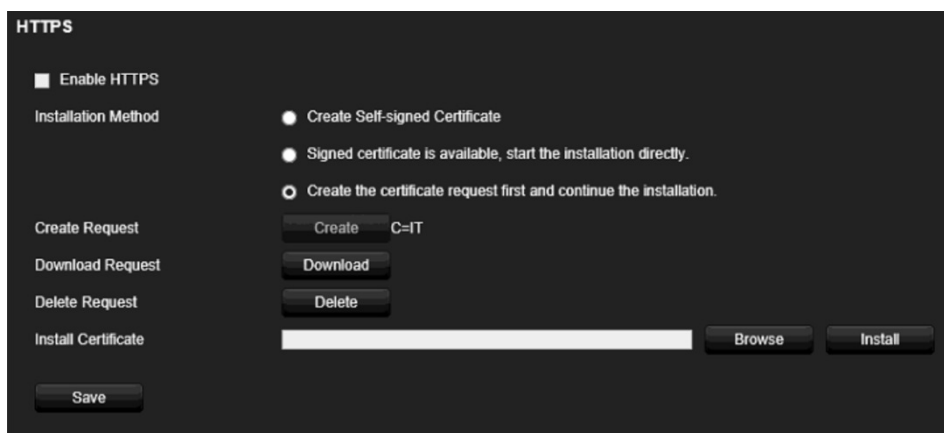 HTTPS
Enable HTTPS
Installation Method
Create Self-signed Certificate
Signed certificate is available, start the installation directly.
Create the certificate request first and continue the installation.
Create Request Create C=IT
Download Request Download
Delete Request Delete
Install Certificate Browse Install
Save